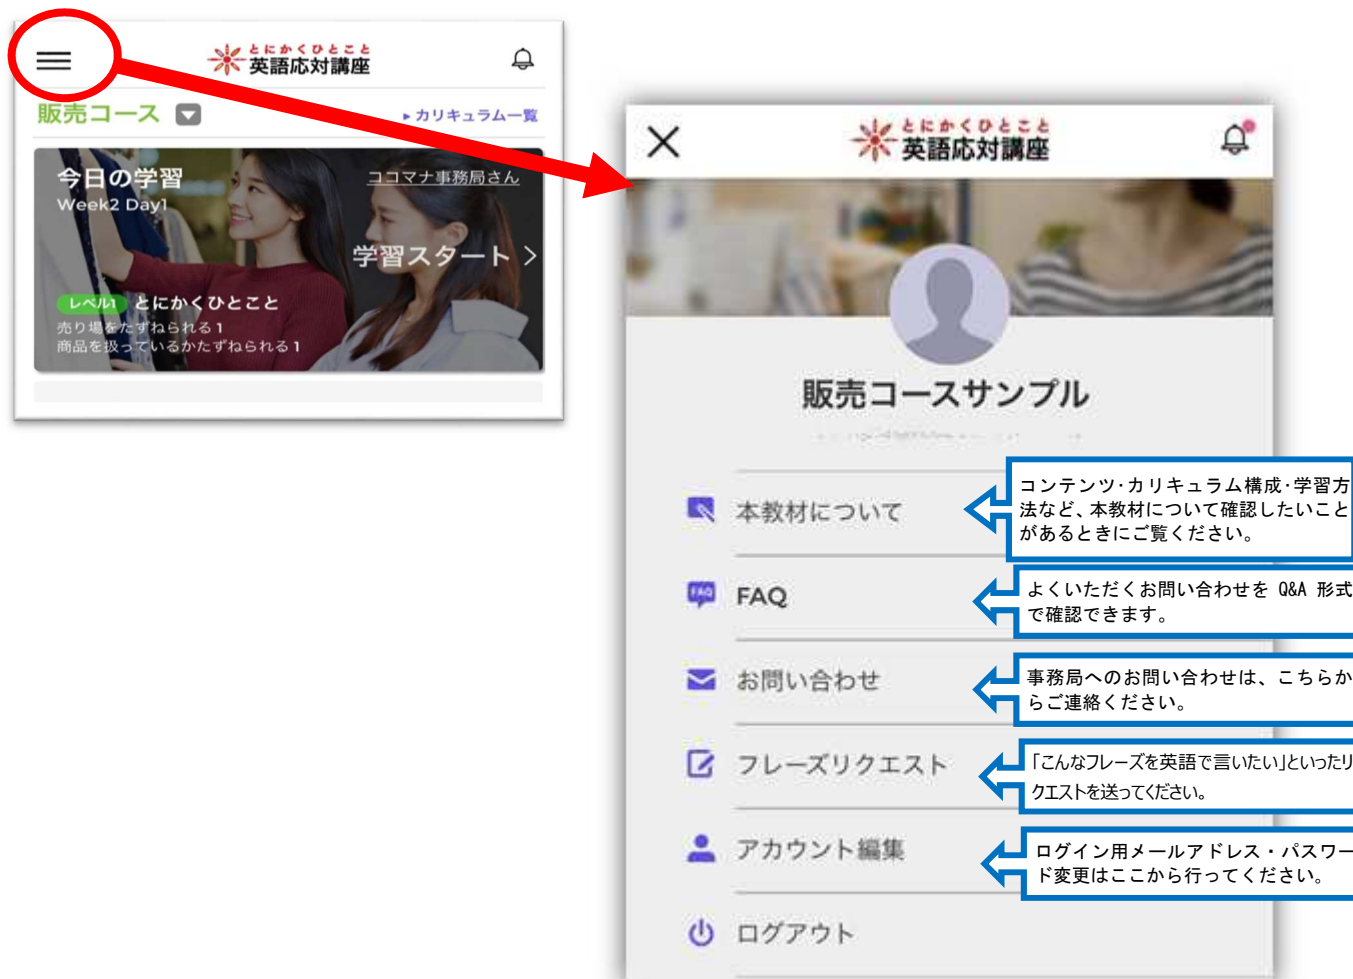 とにかくひとこと
英語応対講座
販売コース
▸カリキュラム一覧
今日の学習
Week2 Day1
ココマナ事務局さん
学習スタート >
レベル1 とにかくひとこと
売り場をたずねられる1
商品を扱っているかたずねられる1
とにかくひとこと
英語応対講座
販売コースサンプル
本教材について
コンテンツ・カリキュラム構成・学習方
法など、本教材について確認したいこと
があるときにご覧ください。
FAQ
FAQ
よくいただくお問い合わせを Q&A 形式
で確認できます。
お問い合わせ
事務局へのお問い合わせは、こちらか
らご連絡ください。
フレーズリクエスト
「こんなフレーズを英語で言いたい」といったリ
クエストを送ってください。
アカウント編集
ログイン用メールアドレス・パスワー
ド変更はここから行ってください。
ログアウト